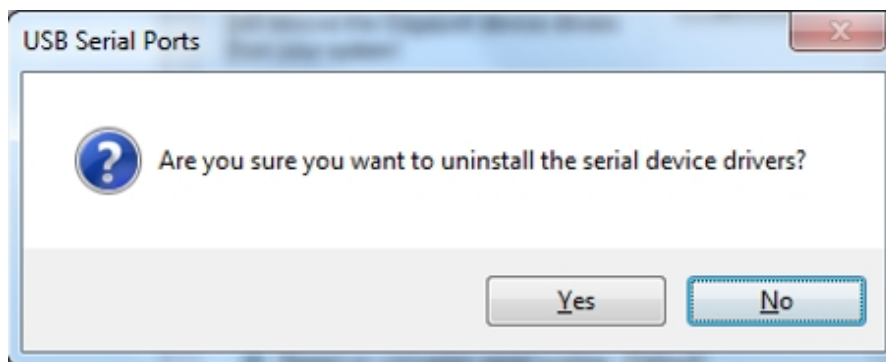 USB Serial Ports
Are you sure you want to uninstall the serial device drivers?
Yes
No